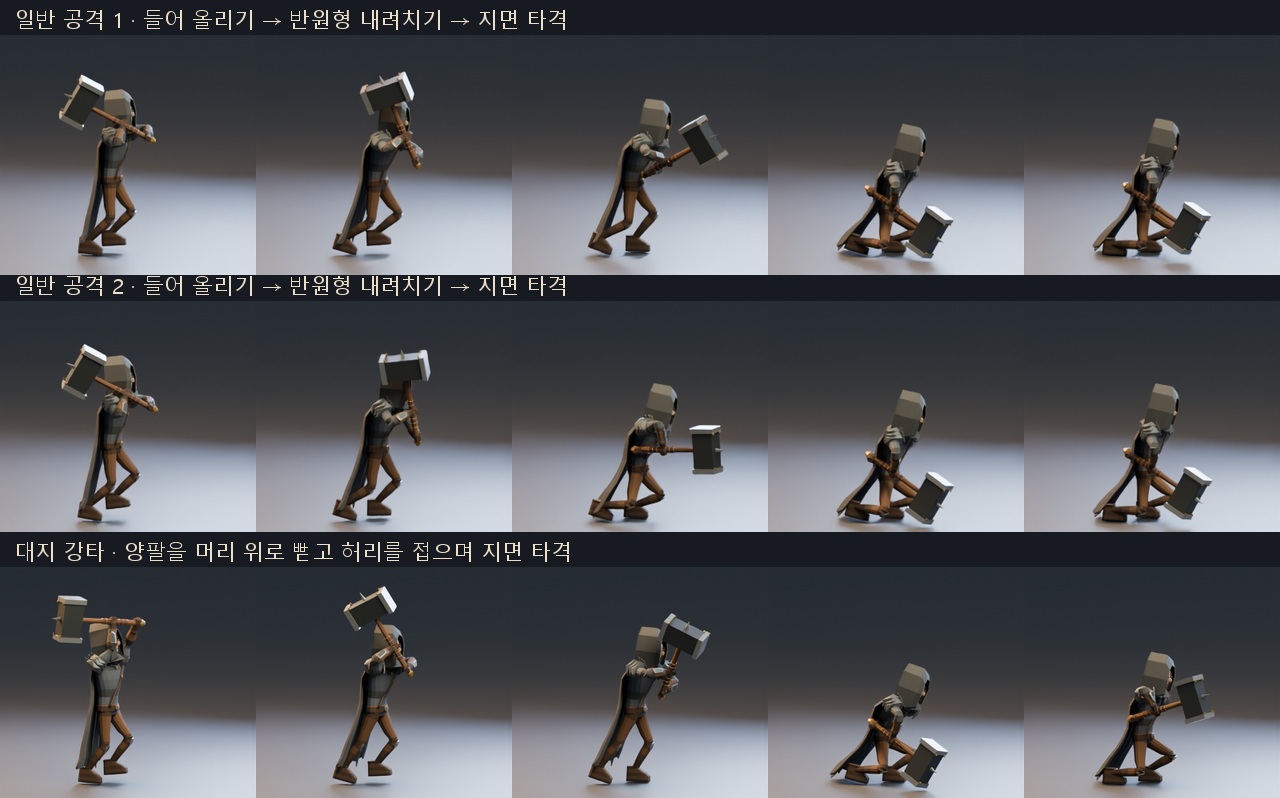 일반 공격 1 · 들어 올리기 → 반원형 내려치기 → 지면 타격
일반 공격 2 · 들어 올리기 → 반원형 내려치기 → 지면 타격
대지 강타 · 양팔을 머리 위로 뻗고 허리를 접으며 지면 타격